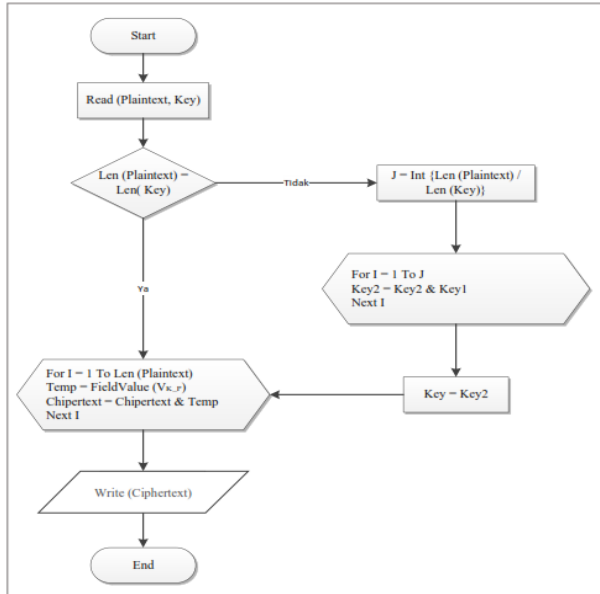 Start
Read (Plaintext, Key)
Len (Plaintext) =
Len( Key)
Tidak
J = Int {Len (Plaintext) /
Len (Key)}
For I = 1 To J
Key2 = Key2 & Key1
Next I
Key = Key2
Ya
For I = 1 To Len (Plaintext)
Temp = FieldValue (VK_P)
Chipertext = Chipertext & Temp
Next I
Write (Ciphertext)
End